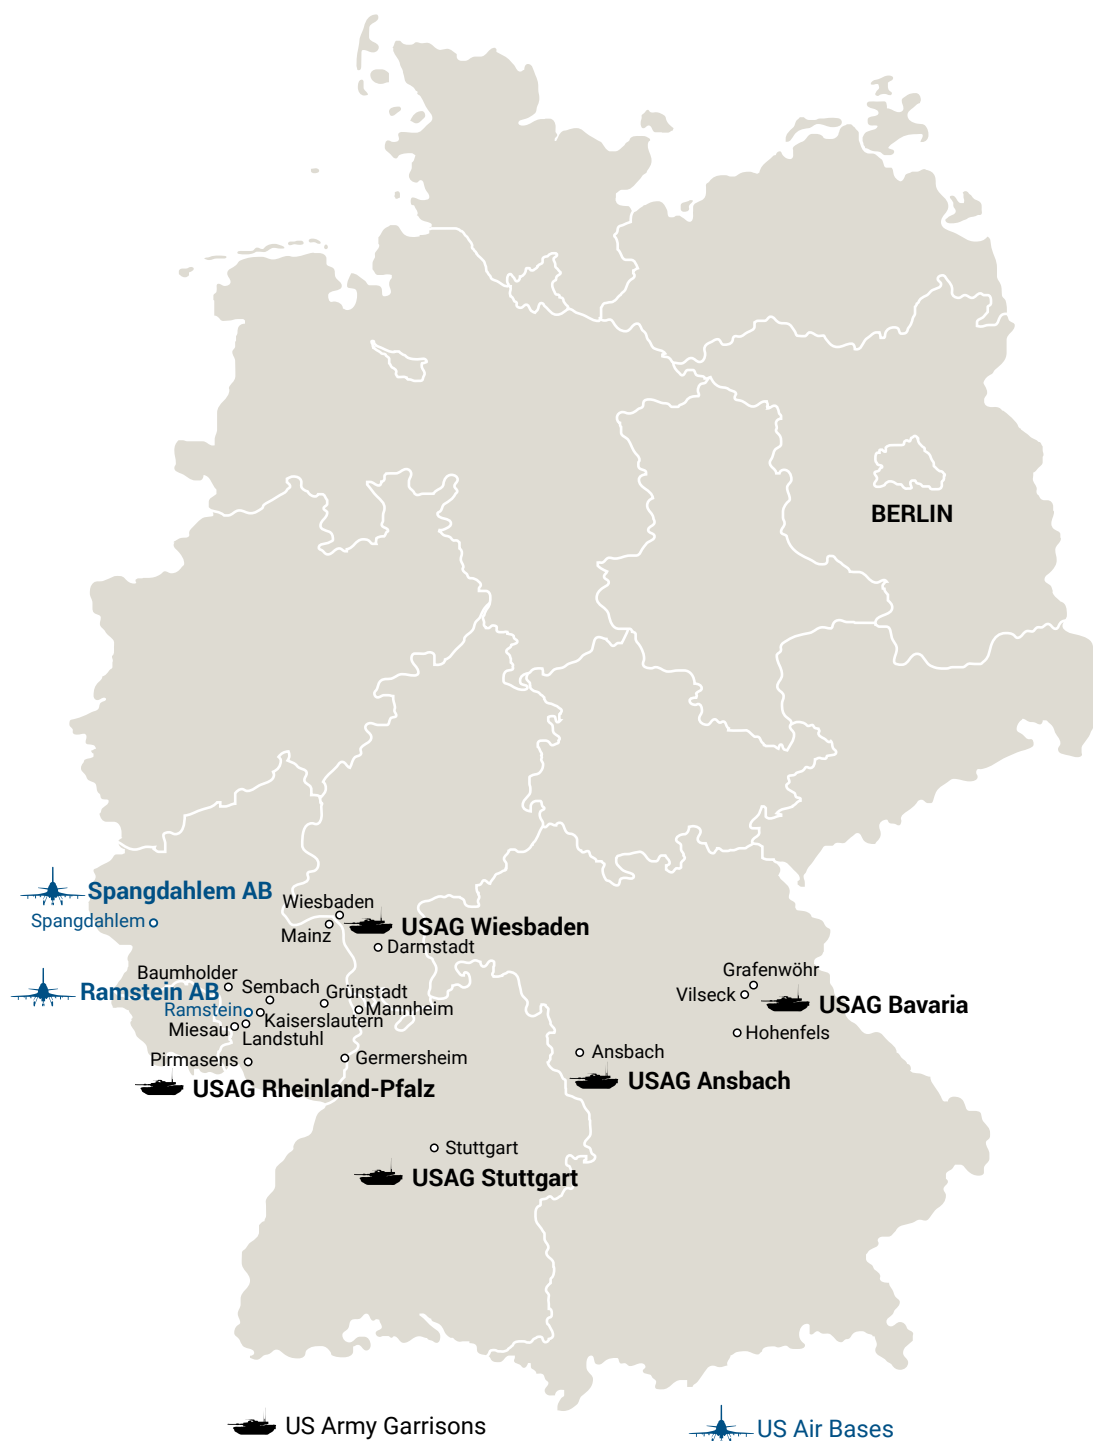 BERLIN
Spangdahlem AB
Spangdahlem
Wiesbaden
Mainz
USAG Wiesbaden
Darmstadt
Baumholder
Sembach
Ramstein AB
Grünstadt
Ramstein
Mannheim
Kaiserslautern
Miesau
Landstuhl
Pirmasens
Germersheim
USAG Rheinland-Pfalz
Grafenwöhr
Vilseck
USAG Bavaria
Hohenfels
Ansbach
USAG Ansbach
Stuttgart
USAG Stuttgart
US Army Garrisons
US Air Bases